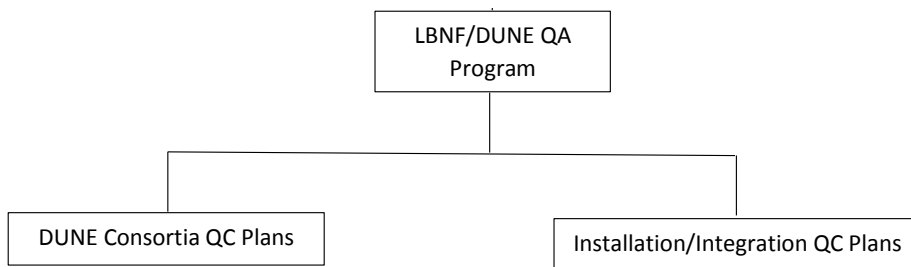 LBNF/DUNE QA
Program
DUNE Consortia QC Plans
Installation/Integration QC Plans